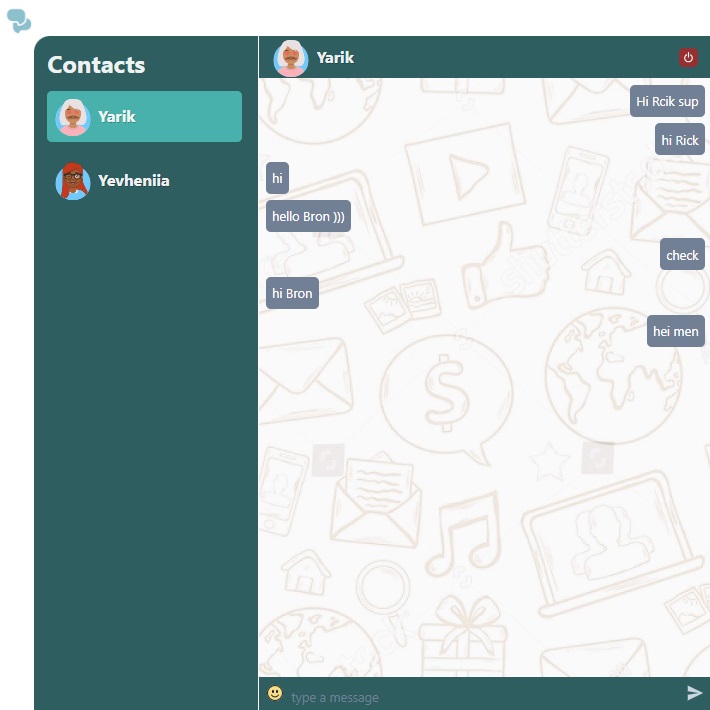 Contacts
Yarik
Yevheniia
Yarik
Hi Rcik sup
hi Rick
hi
hello Bron )))
check
hi Bron
hei men
type a message